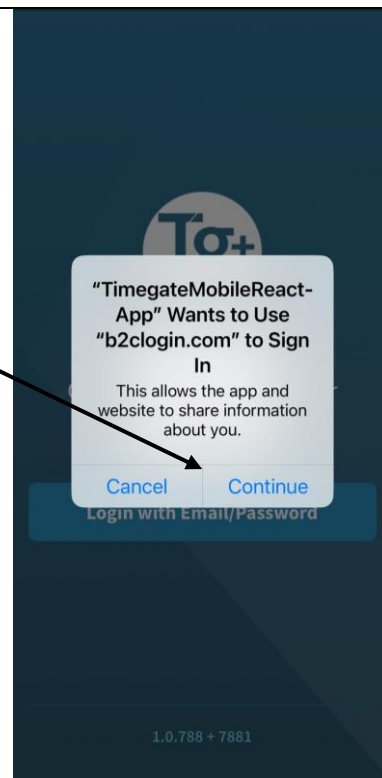 Tg+
“TimegateMobileReact-
App” Wants to Use
“b2clogin.com” to Sign
In
This allows the app and
website to share information
about you.
Cancel Continue
Login with Email/Password
1.0.788 + 7881